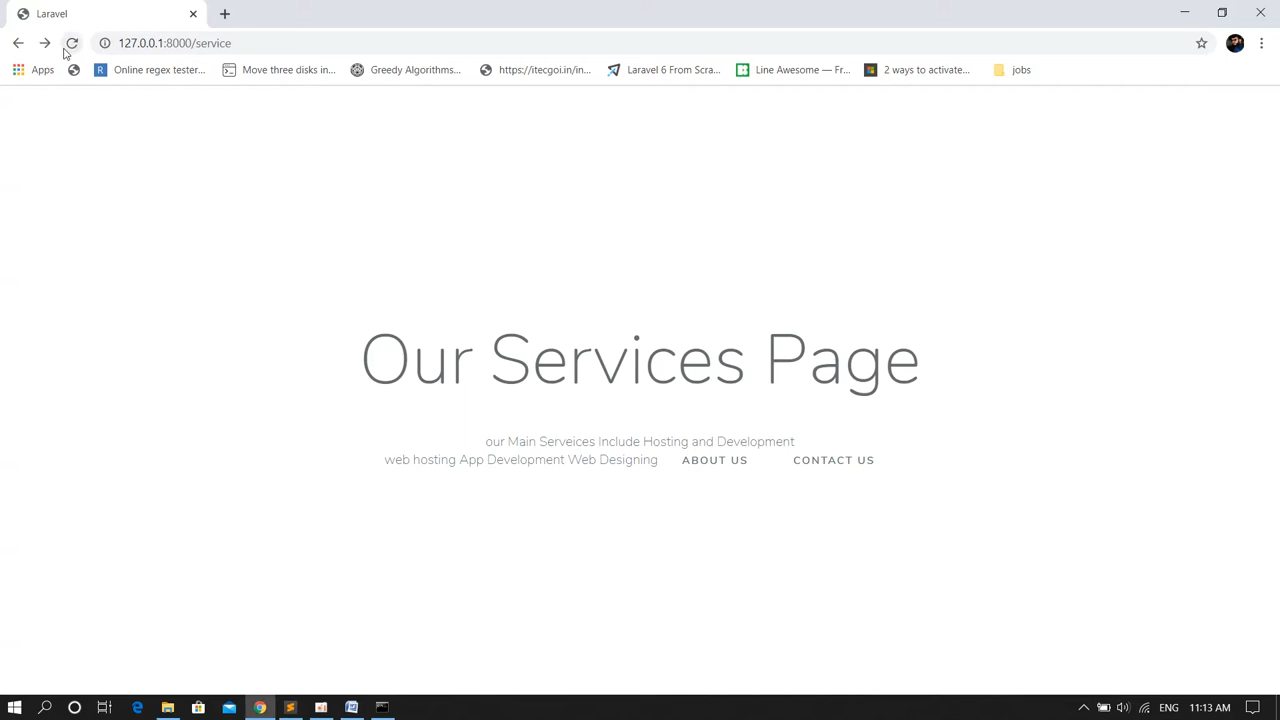 Laravel
127.0.0.1:8000/service
Apps Online regex tester... Move three disks in... Greedy Algorithms... https://itecgoi.in/in... Laravel 6 From Scra... Line Awesome — Fr... 2 ways to activate... jobs
Our Services Page
our Main Serveices Include Hosting and Development
web hosting App Development Web Designing ABOUT US CONTACT US
ENG 11:13 AM